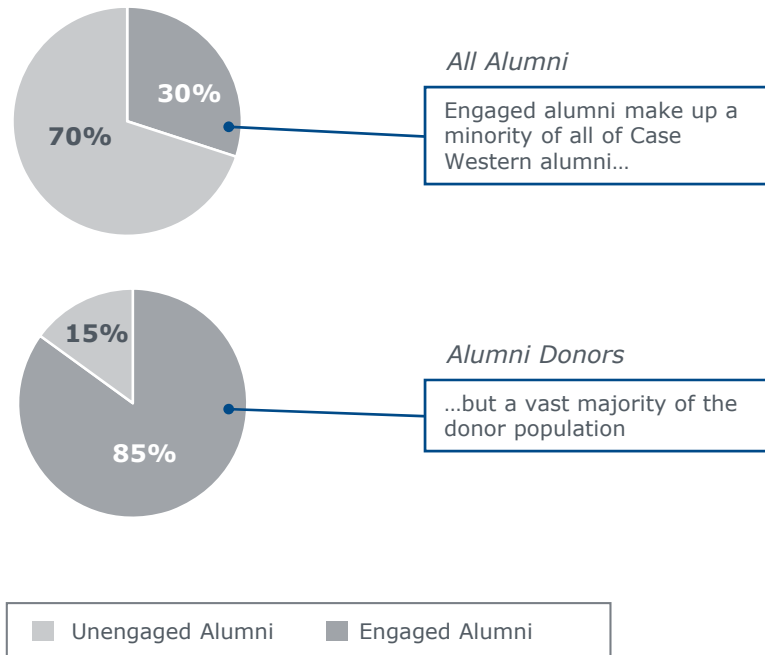 30%
70%
All Alumni
Engaged alumni make up a
minority of all of Case
Western alumni…
15%
85%
Alumni Donors
…but a vast majority of the
donor population
Unengaged Alumni Engaged Alumni